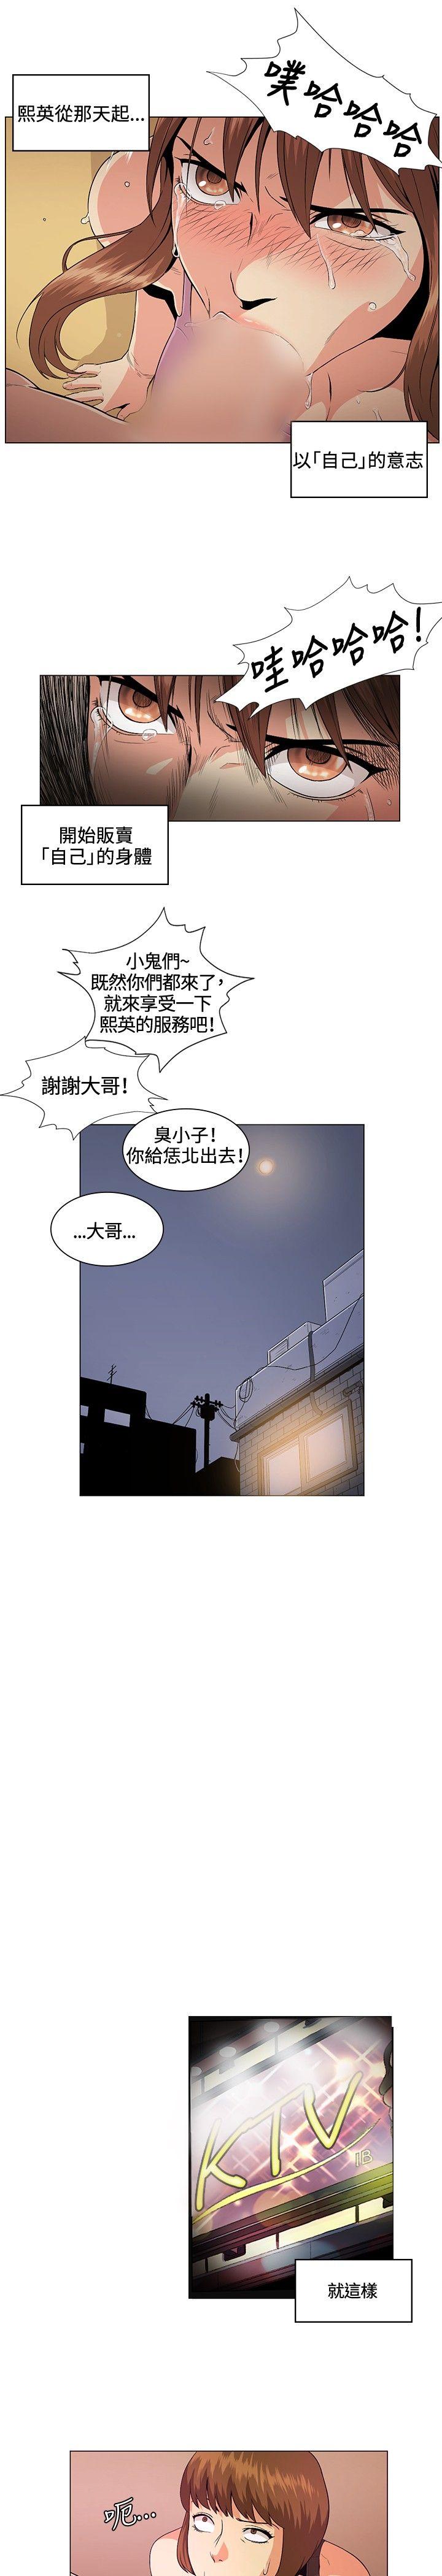 噗哈哈哈
熙英從那天起...
以「自己」的意志
哇哈哈哈!
開始販賣
「自己」的身體
小鬼們~
既然你們都來了,
就來享受一下
熙英的服務吧!
謝謝大哥!
臭小子!
你給恁北出去!
...大哥...
KTV
1B
就這樣
呃...